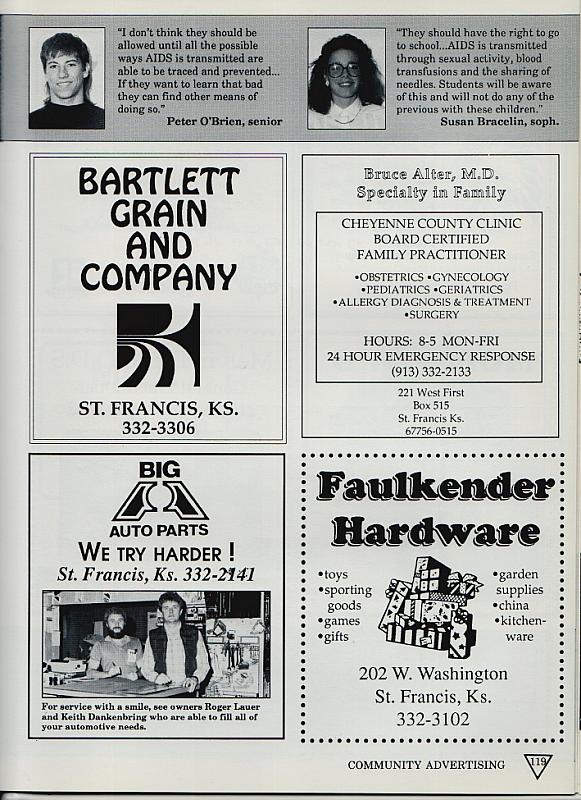 "I don't think they should be
allowed until all the possible
ways AIDS is transmitted are
able to be traced and prevented...
If they want to learn that bad
they can find other means of
doing so."
Peter O'Brien, senior
"They should have the right to go
to school...AIDS is transmitted
through sexual activity, blood
transfusions and the sharing of
needles. Students will be aware
of this and will not do any of the
previous with these children."
Susan Bracelin, soph.
BARTLETT
GRAIN
AND
COMPANY
ST. FRANCIS, KS.
332-3306
Bruce Alter, M.D.
Specialty in Family
CHEYENNE COUNTY CLINIC
BOARD CERTIFIED
FAMILY PRACTITIONER
•OBSTETRICS •GYNECOLOGY
•PEDIATRICS •GERIATRICS
•ALLERGY DIAGNOSIS & TREATMENT
•SURGERY
HOURS: 8-5 MON-FRI
24 HOUR EMERGENCY RESPONSE
(913) 332-2133
221 West First
Box 515
St. Francis Ks.
67756-0515
BIG
A
AUTO PARTS
WE TRY HARDER !
St. Francis, Ks. 332-2141
For service with a smile, see owners Roger Lauer
and Keith Dankenbring who are able to fill all of
your automotive needs.
Faulkender
Hardware
•toys
•sporting
goods
•games
•gifts
•garden
supplies
•china
•kitchen-
ware
202 W. Washington
St. Francis, Ks.
332-3102
COMMUNITY ADVERTISING 119